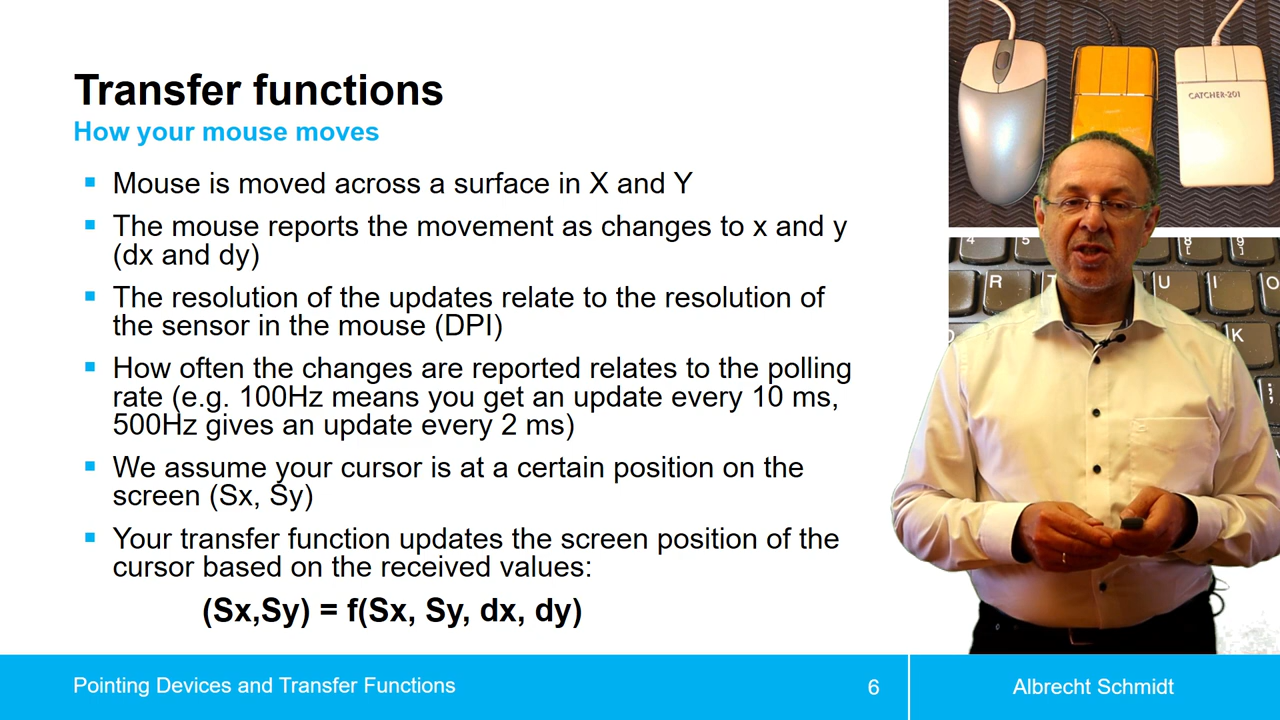 Transfer functions
How your mouse moves
Mouse is moved across a surface in X and Y
The mouse reports the movement as changes to x and y
(dx and dy)
The resolution of the updates relate to the resolution of
the sensor in the mouse (DPI)
How often the changes are reported relates to the polling
rate (e.g. 100Hz means you get an update every 10 ms,
500Hz gives an update every 2 ms)
We assume your cursor is at a certain position on the
screen (Sx, Sy)
Your transfer function updates the screen position of the
cursor based on the received values:
(Sx,Sy) = f(Sx, Sy, dx, dy)
CATCHER-201
4 5 8 [ 9 ]
R T U I O
K
;
Pointing Devices and Transfer Functions 6 Albrecht Schmidt